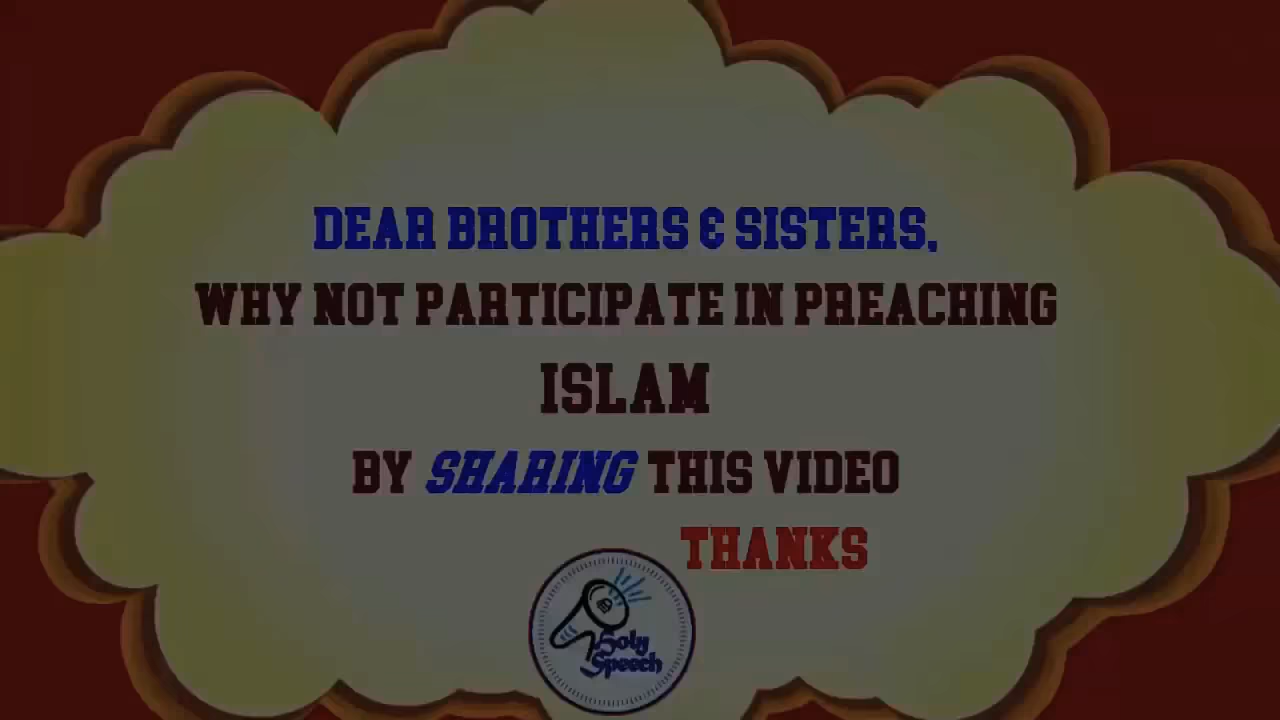 DEAR BROTHERS & SISTERS,
WHY NOT PARTICIPATE IN PREACHING
ISLAM
BY SHARING THIS VIDEO
THANKS
Holy
Speech